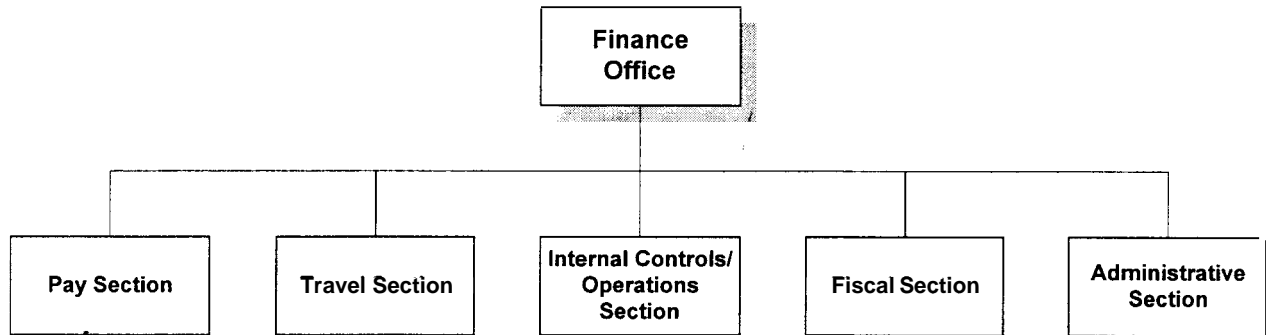 Finance
Office
Pay Section
Travel Section
Internal Controls/
Operations
Section
Fiscal Section
Administrative
Section